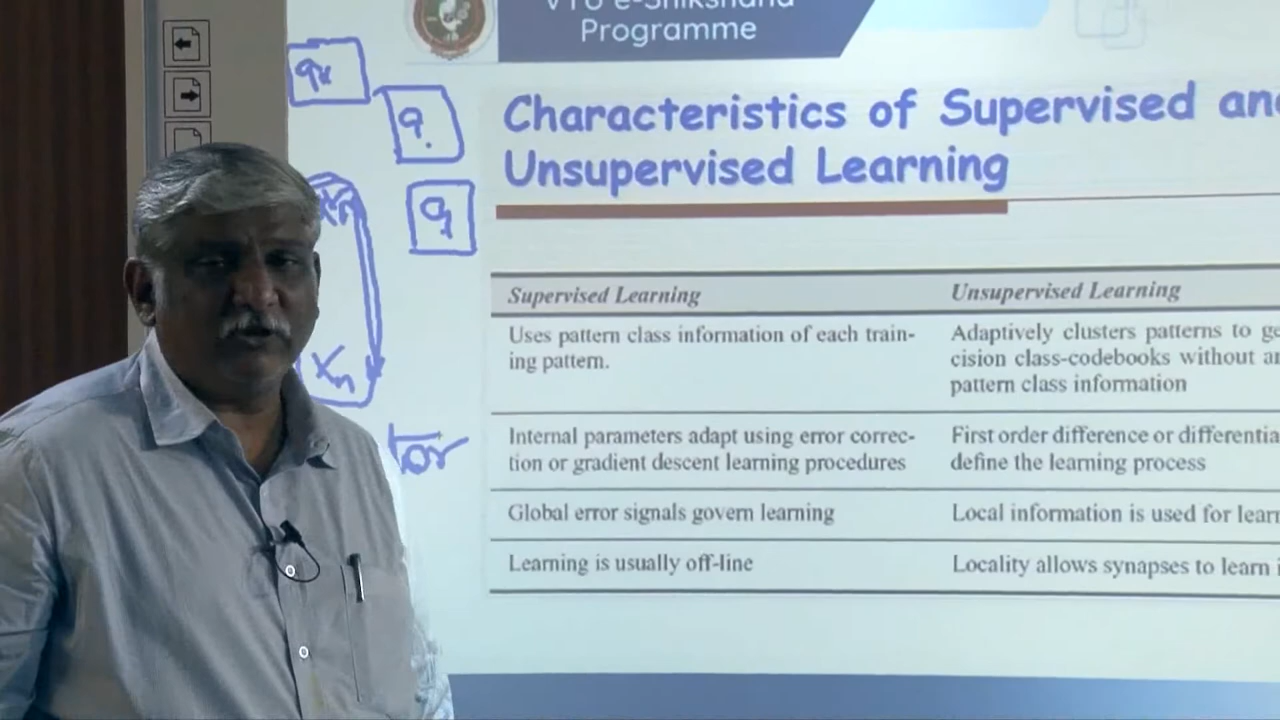 Programme
Characteristics of Supervised and
Unsupervised Learning
Supervised Learning
Unsupervised Learning
Uses pattern class information of each train-
ing pattern.
Adaptively clusters patterns to ge
cision class-codebooks without an
pattern class information
Internal parameters adapt using error correc-
tion or gradient descent learning procedures
First order difference or differentia
define the learning process
Global error signals govern learning
Local information is used for learn
Learning is usually off-line
Locality allows synapses to learn i
Xn